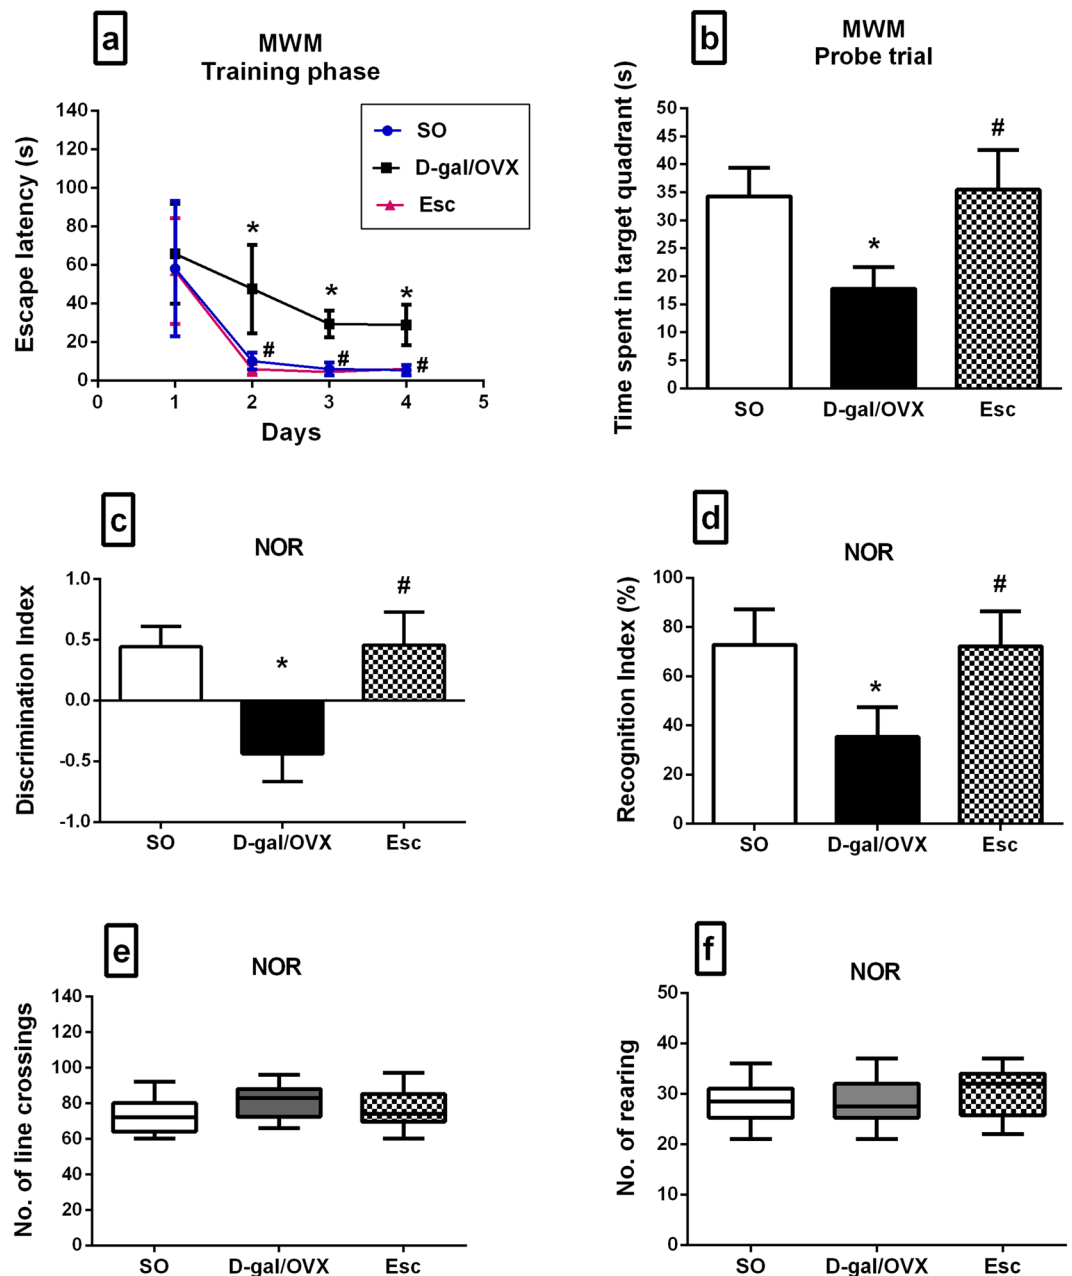 a
MWM
Training phase
Escape latency (s)
140
120
100
80
60
40
20
0
0 1 2 3 4 5
Days
SO
D-gal/OVX
Esc
* * *
# # #
b
MWM
Probe trial
Time spent in target quadrant (s)
50
45
40
35
30
25
20
15
10
5
0
*
#
SO D-gal/OVX Esc
c
NOR
Discrimination Index
1.0
0.5
0.0
-0.5
-1.0
*
#
SO D-gal/OVX Esc
d
NOR
Recognition Index (%)
100
80
60
40
20
0
*
#
SO D-gal/OVX Esc
e
NOR
No. of line crossings
140
120
100
80
60
40
20
0
SO D-gal/OVX Esc
f
NOR
No. of rearing
50
40
30
20
10
0
SO D-gal/OVX Esc